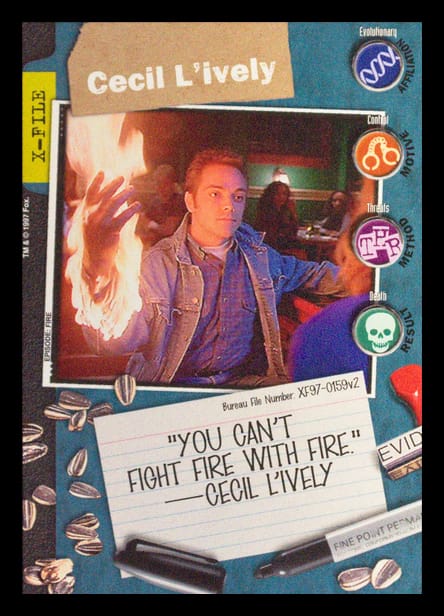 Cecil L'ively
X-FILE
TM & © 1997 Fox.
EPISODE: FIRE
Evolutionary
AFFILIATION
Control
MOTIVE
Threats
THR
METHOD
Death
RESULT
Bureau File Number: XF97-0159v2
"YOU CAN'T
FIGHT FIRE WITH FIRE."
—CECIL L'IVELY
EVID
FINE POINT PERMA